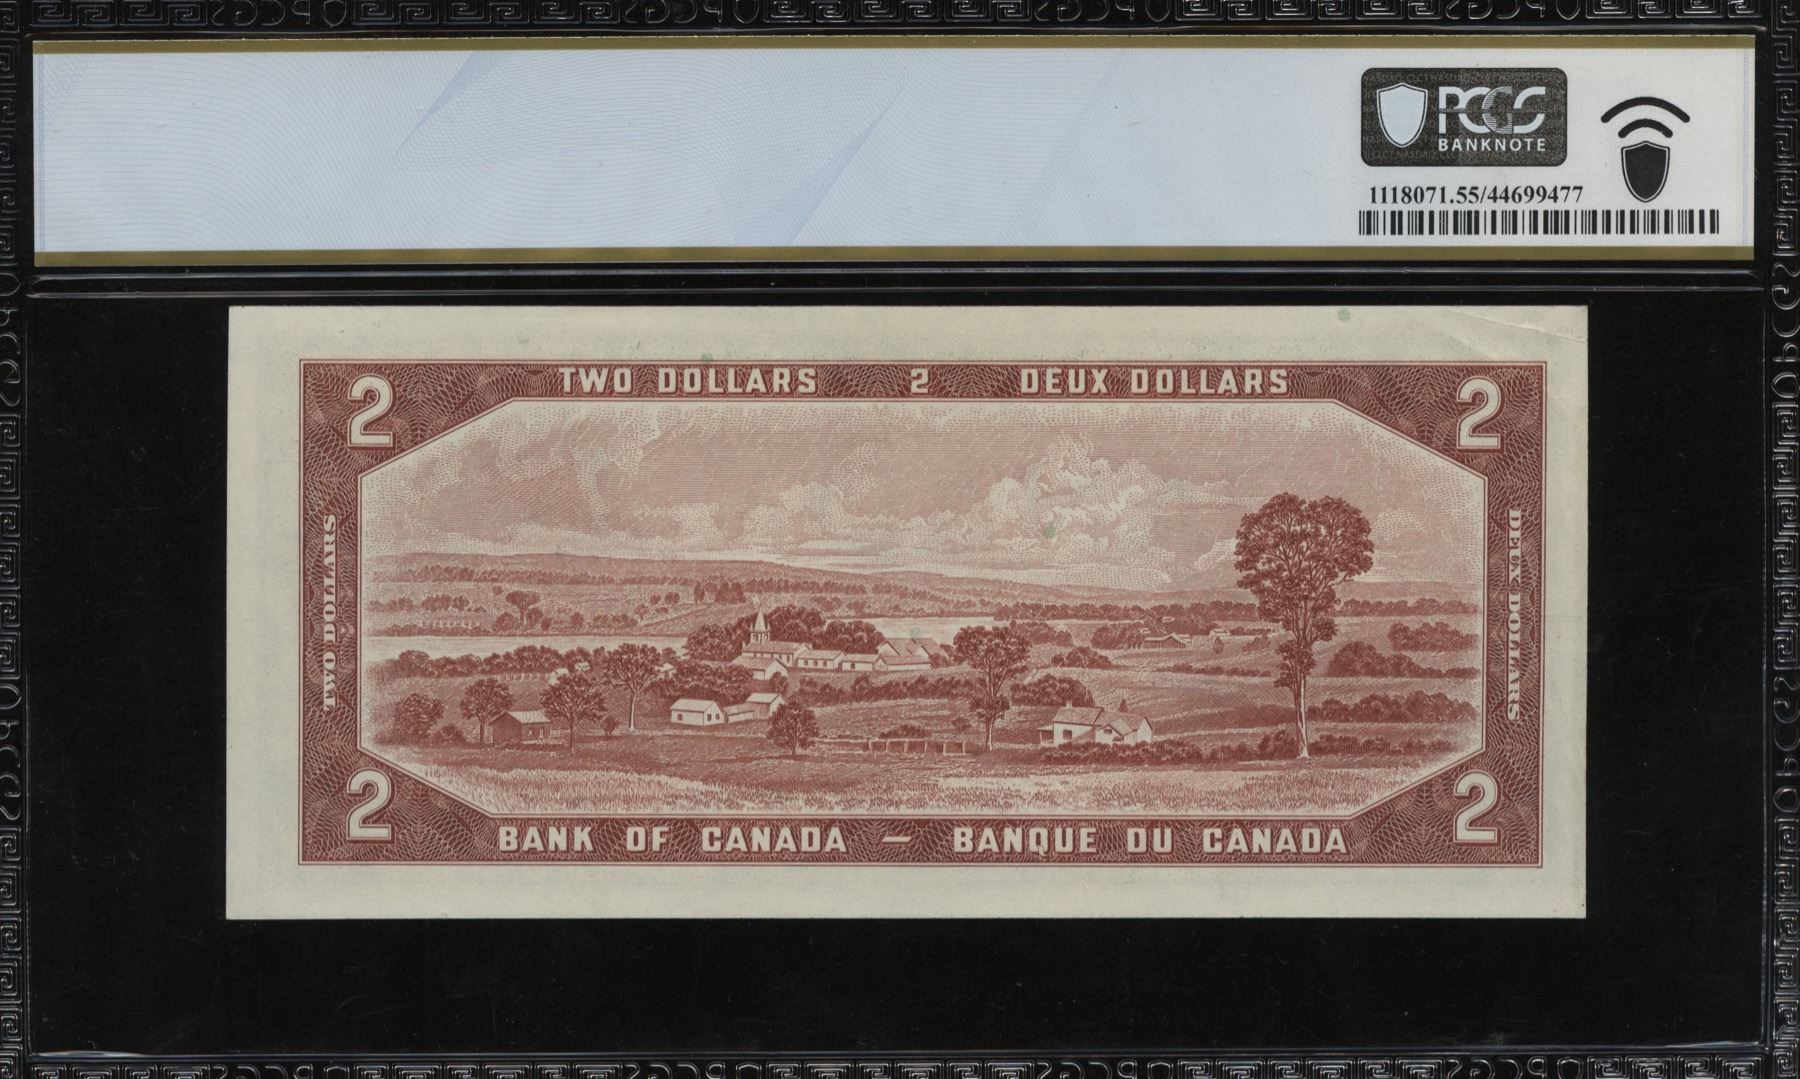 PCGS
BANKNOTE
1118071.55/44699477
TWO DOLLARS 2 DEUX DOLLARS
2 2
TWO DOLLARS
DEUX DOLLARS
2 2
BANK OF CANADA — BANQUE DU CANADA